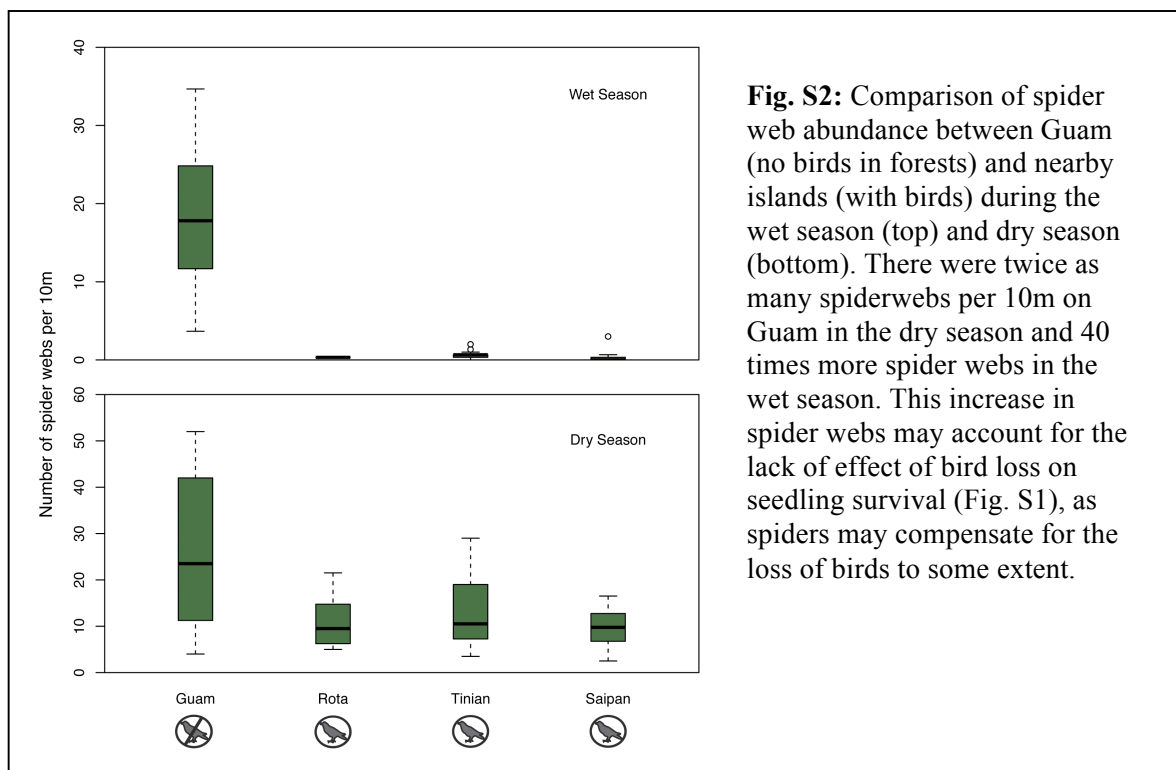 40
30
20
10
0
Wet Season
60
50
40
30
20
10
0
Dry Season
Number of spider webs per 10m
Guam Rota Tinian Saipan
Fig. S2: Comparison of spider
web abundance between Guam
(no birds in forests) and nearby
islands (with birds) during the
wet season (top) and dry season
(bottom). There were twice as
many spiderwebs per 10m on
Guam in the dry season and 40
times more spider webs in the
wet season. This increase in
spider webs may account for the
lack of effect of bird loss on
seedling survival (Fig. S1), as
spiders may compensate for the
loss of birds to some extent.